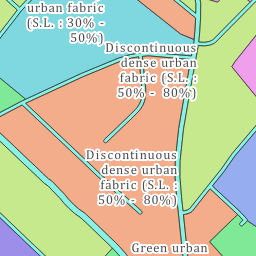 urban fabric
(S.L. : 30% -
50%)
Discontinuous
dense urban
fabric (S.L. :
50% - 80%)
Discontinuous
dense urban
fabric (S.L. :
50% - 80%)
Green urban